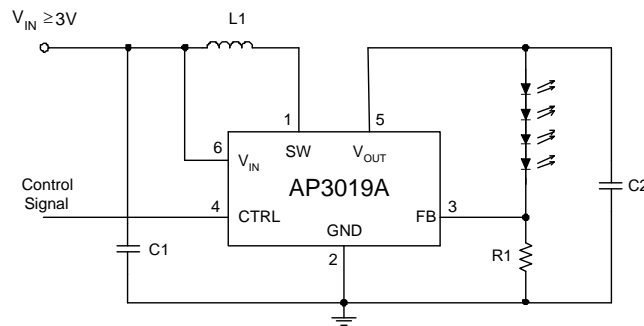 V_IN ≥3V
L1
1
5
6
V_IN
SW
V_OUT
AP3019A
Control
Signal
4
CTRL
FB
3
C2
GND
C1
2
R1